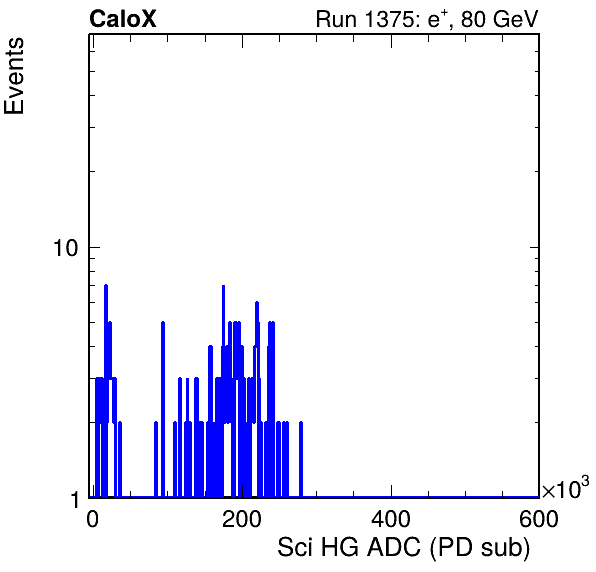 CaloX Run 1375: e⁺, 80 GeV
Events
10
1
0 200 400 600
×10³
Sci HG ADC (PD sub)